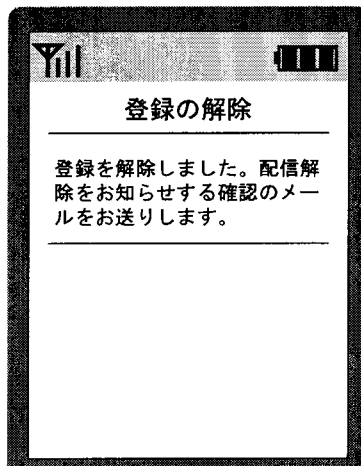 登録の解除
登録を解除しました。配信解
除をお知らせする確認のメー
ルをお送りします。